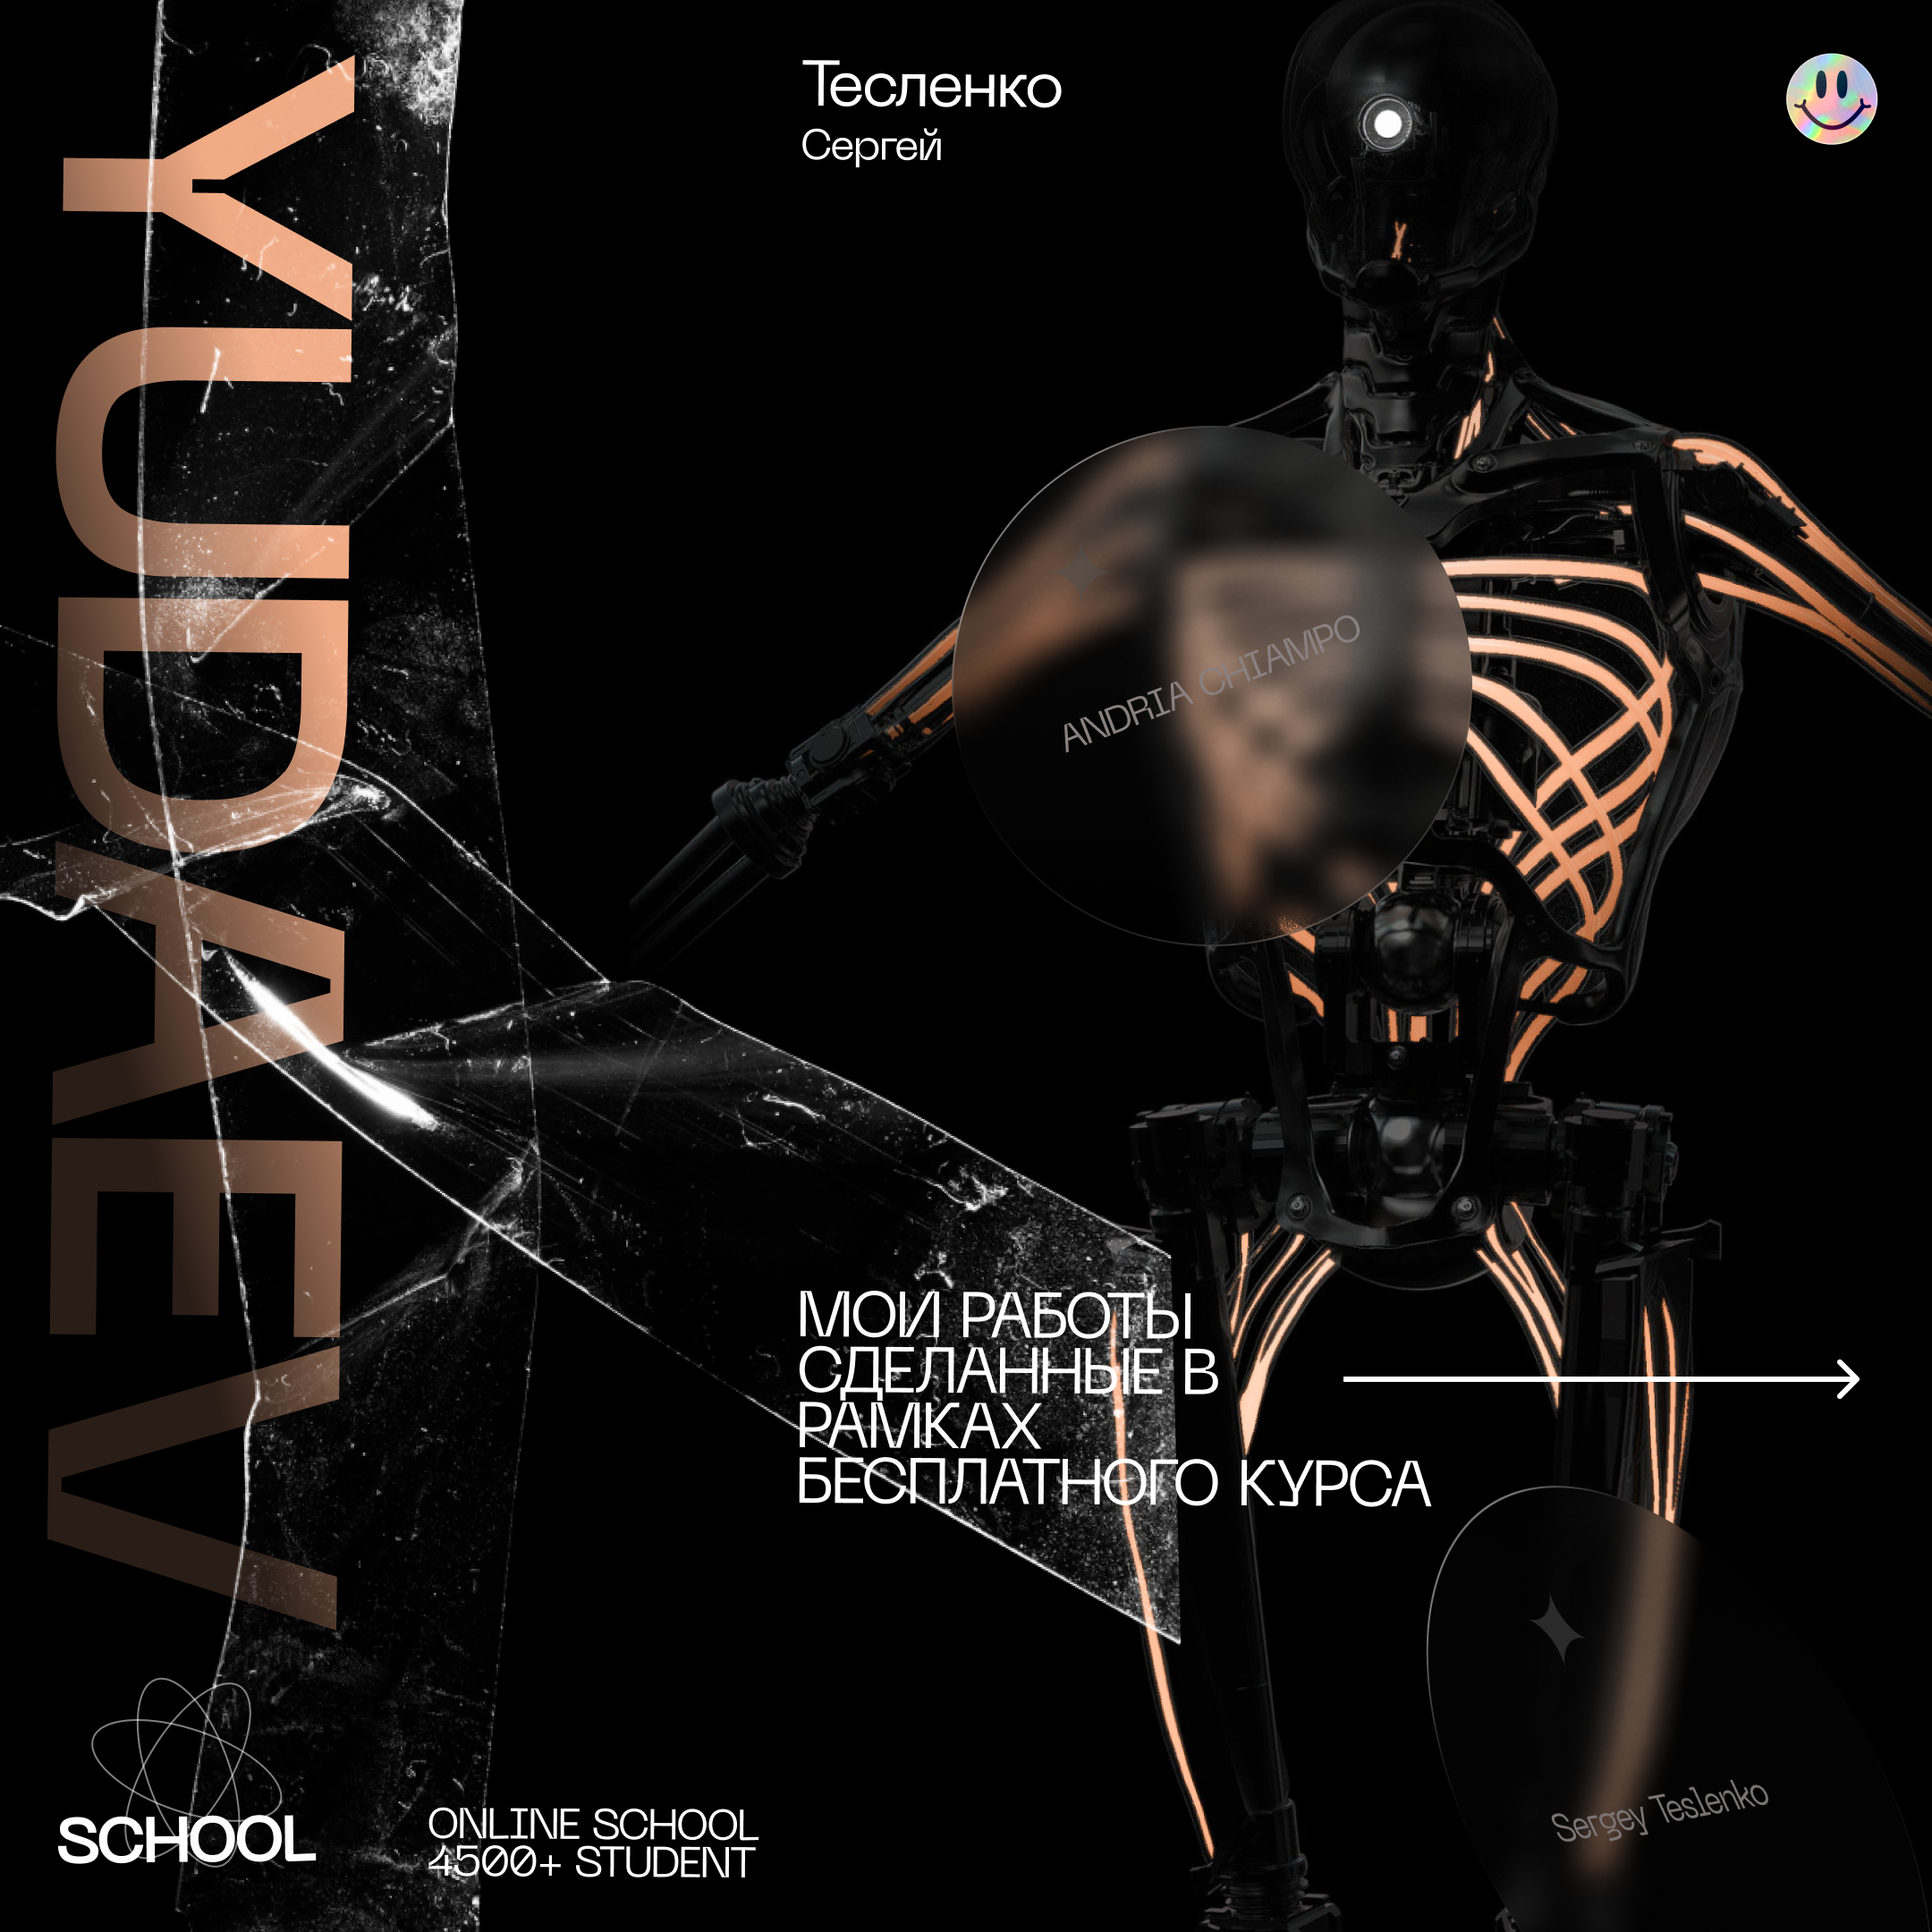 YUDAEV
Тесленко
Сергей
ANDRIA CHIAMPO
МОИ РАБОТЫ
СДЕЛАННЫЕ В
РАМКАХ
БЕСПЛАТНОГО КУРСА
Sergey Teslenko
SCHOOL
ONLINE SCHOOL
4500+ STUDENT